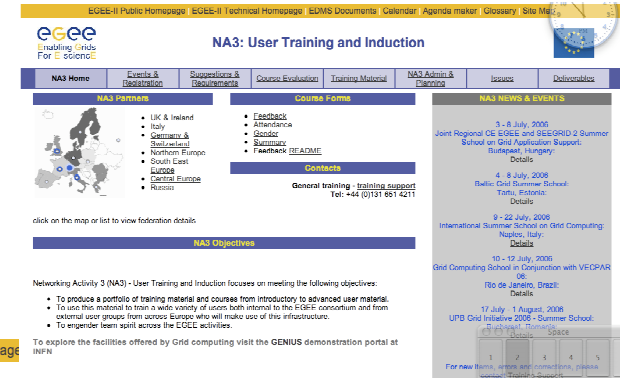 EGEE-II Public Homepage | EGEE-II Technical Homepage | EDMS Documents | Calendar | Agenda maker | Glossary | Site Map
egee
Enabling Grids
For E sciencE
NA3: User Training and Induction
NA3 Home
Events &
Registration
Suggestions &
Requirements
Course Evaluation
Training Material
NA3 Admin &
Planning
Issues
Deliverables
NA3 Partners
• UK & Ireland
• Italy
• Germany &
Switzerland
• Northern Europe
• South East
Europe
• Central Europe
• Russia
click on the map or list to view federation details
Course Forms
• Feedback
• Attendance
• Gender
• Summary
• Feedback README
Contacts
General training - training support
Tel: +44 (0)131 651 4211
NA3 Objectives
Networking Activity 3 (NA3) - User Training and Induction focuses on meeting the following objectives:
• To produce a portfolio of training material and courses from introductory to advanced user material.
• To use this material to train a wide variety of users both internal to the EGEE consortium and from
external user groups from across Europe who will make use of this infrastructure.
• To engender team spirit across the EGEE activities.
To explore the facilities offered by Grid computing visit the GENIUS demonstration portal at
INFN
age
NA3 NEWS & EVENTS
3 - 8 July, 2006
Joint Regional CE EGEE and SEEGRID 2 Summer
School on Grid Application Support:
Budapest, Hungary:
Details
4 - 8 July, 2006
Baltic Grid Summer School:
Tartu, Estonia:
Details
9 - 22 July, 2006
International Summer School on Grid Computing:
Naples, Italy:
Details
10 - 12 July, 2006
Grid Computing School in Conjunction with VECPAR
06:
Rio de Janeiro, Brazil:
Details
17 July - 1 August, 2006
UPB Grid Initiative 2006 - Summer School:
Bucharest, Romania:
Details
Space
1 2 3 4 5
For new items, errors and corrections, please
contact Training Support